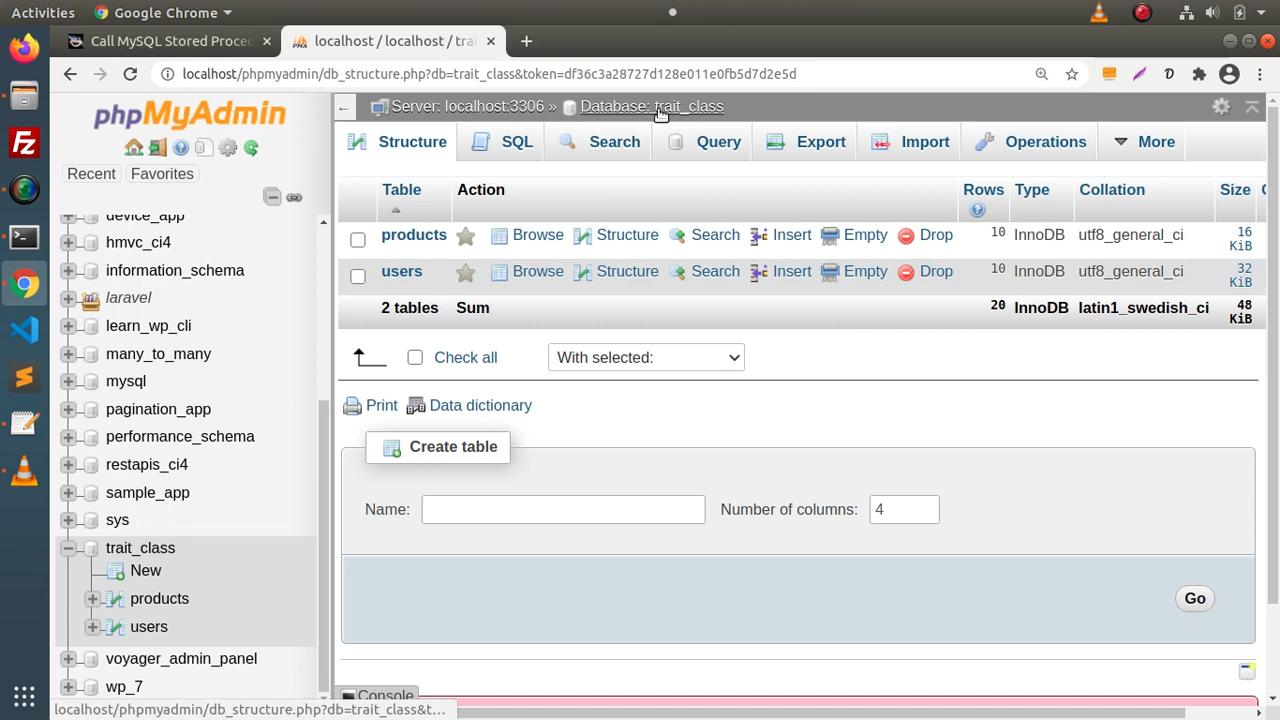 Activities Google Chrome
Call MySQL Stored Proced × localhost / localhost / trai × +
localhost/phpmyadmin/db_structure.php?db=trait_class&token=df36c3a28727d128e011e0fb5d7d2e5d
phpMyAdmin
Recent Favorites
device_app
hmvc_ci4
information_schema
laravel
learn_wp_cli
many_to_many
mysql
pagination_app
performance_schema
restapis_ci4
sample_app
sys
trait_class
New
products
users
voyager_admin_panel
wp_7
Server: localhost:3306 » Database: trait_class
Structure SQL Search Query Export Import Operations More
Table Action Rows Type Collation Size
products Browse Structure Search Insert Empty Drop 10 InnoDB utf8_general_ci 16 KiB
users Browse Structure Search Insert Empty Drop 10 InnoDB utf8_general_ci 32 KiB
2 tables Sum 20 InnoDB latin1_swedish_ci 48 KiB
Check all With selected:
Print Data dictionary
Create table
Name: Number of columns: 4
Go
Console
localhost/phpmyadmin/db_structure.php?db=trait_class&t...